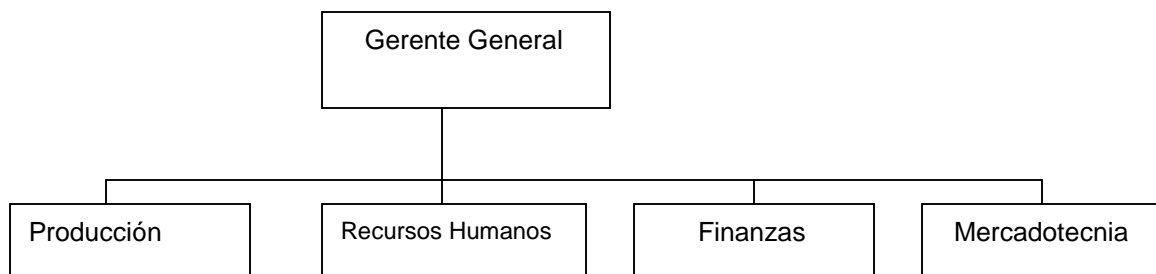 Gerente General
Producción
Recursos Humanos
Finanzas
Mercadotecnia